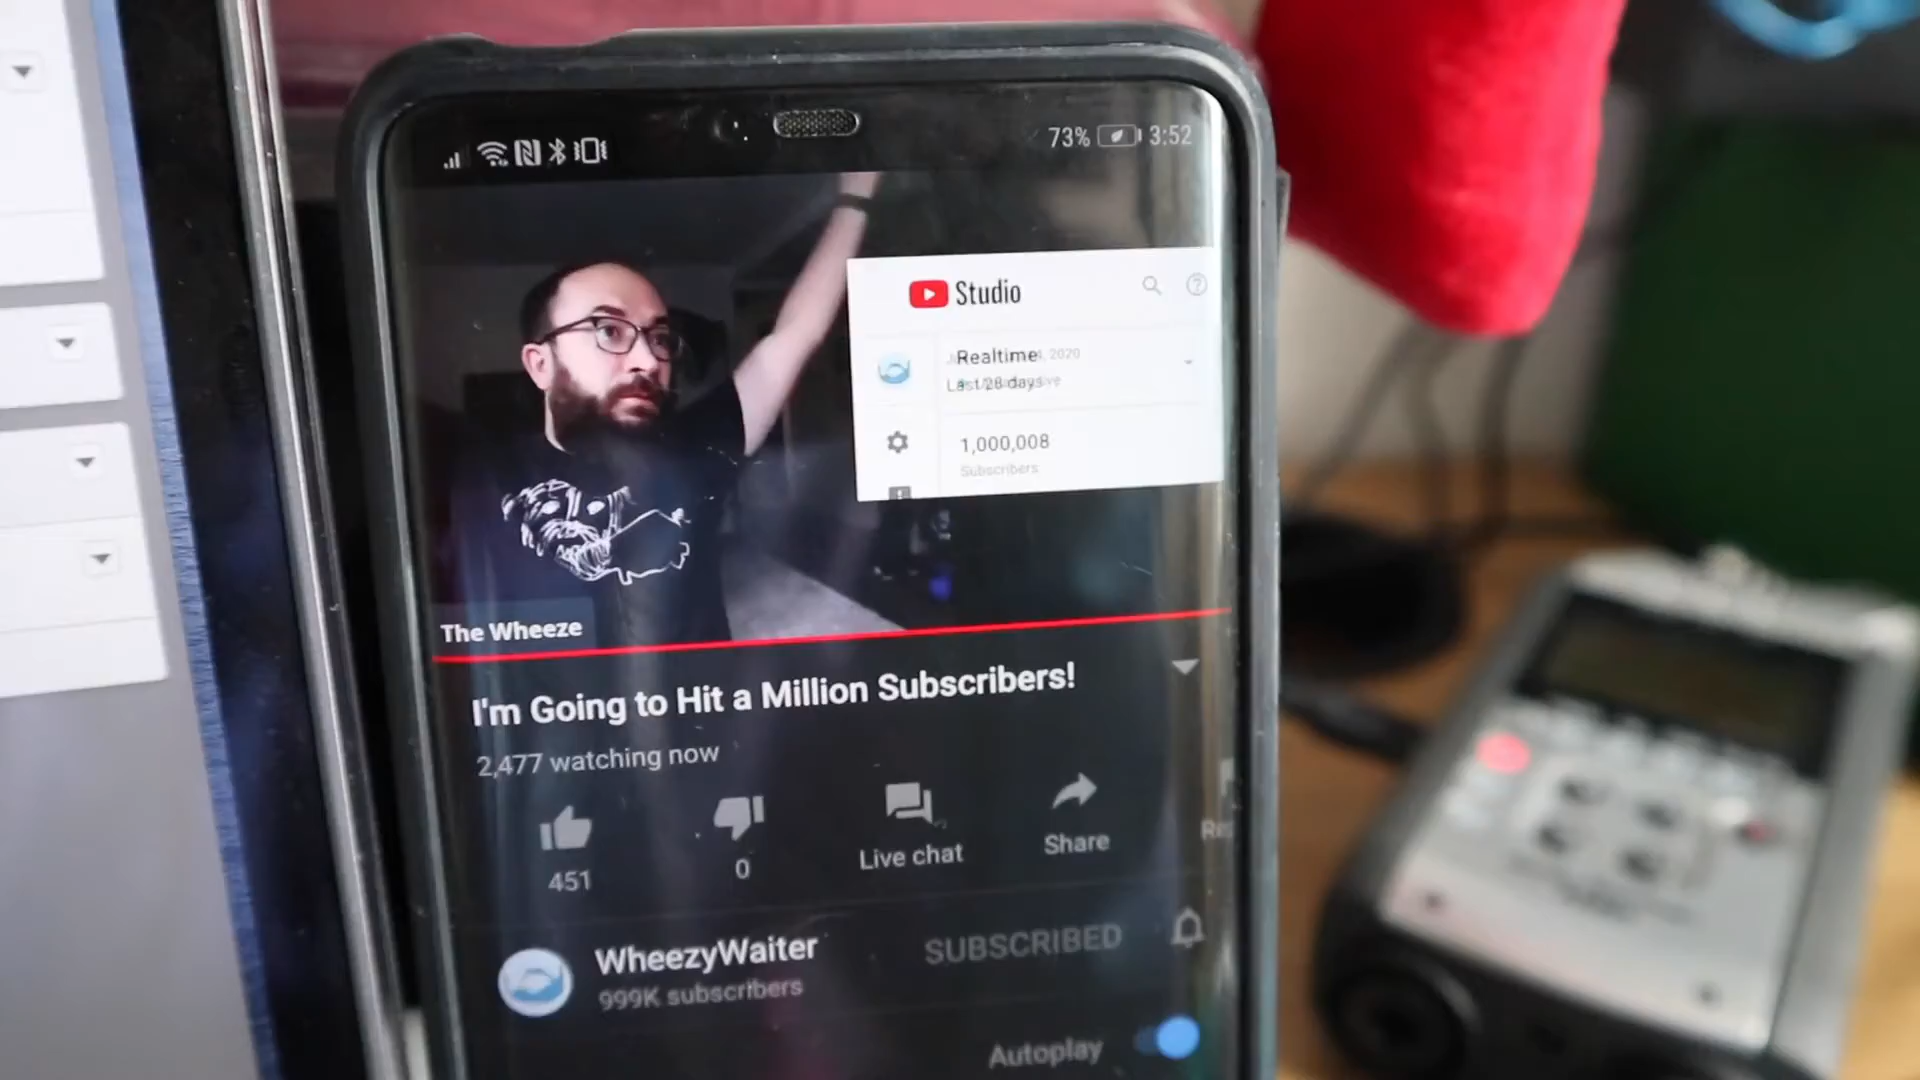 73% 3:52
Studio
Realtime
, 2020
Last 28 days
1,000,008
Subscribers
The Wheeze
I'm Going to Hit a Million Subscribers!
2,477 watching now
451
0
Live chat
Share
WheezyWaiter
SUBSCRIBED
999K subscribers
Autoplay